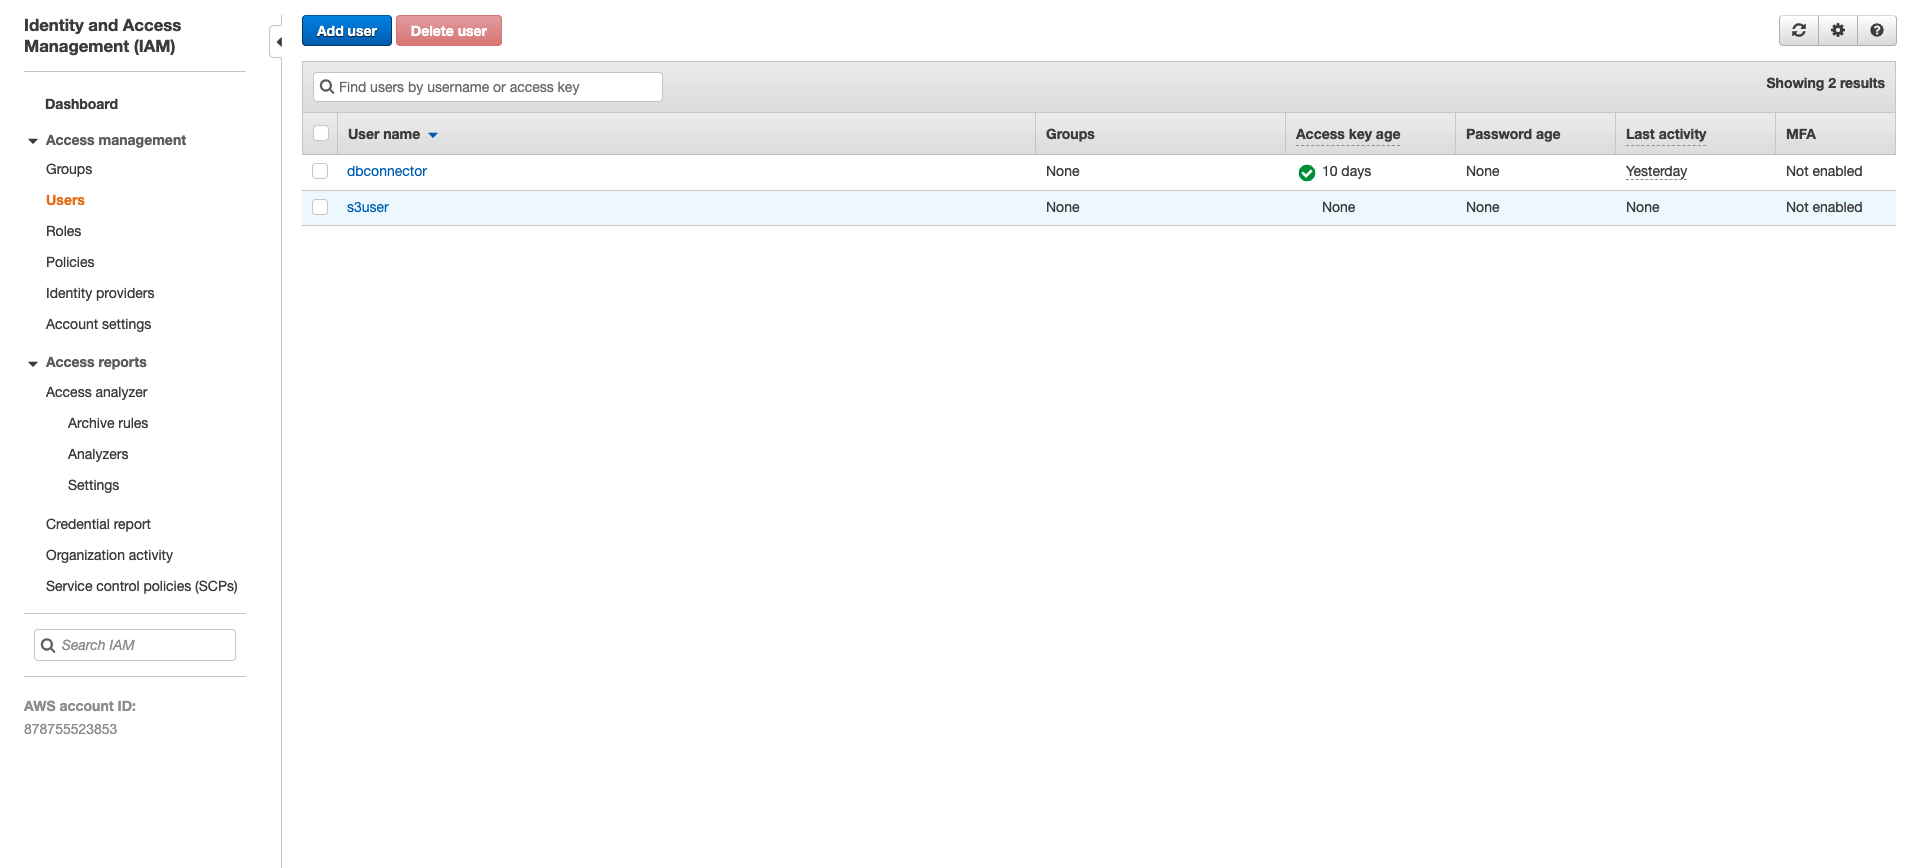 Identity and Access
Management (IAM)
Dashboard
Access management
Groups
Users
Roles
Policies
Identity providers
Account settings
Access reports
Access analyzer
Archive rules
Analyzers
Settings
Credential report
Organization activity
Service control policies (SCPs)
Search IAM
AWS account ID:
878755523853
Add user Delete user
Find users by username or access key Showing 2 results
User name Groups Access key age Password age Last activity MFA
dbconnector None 10 days None Yesterday Not enabled
s3user None None None None Not enabled